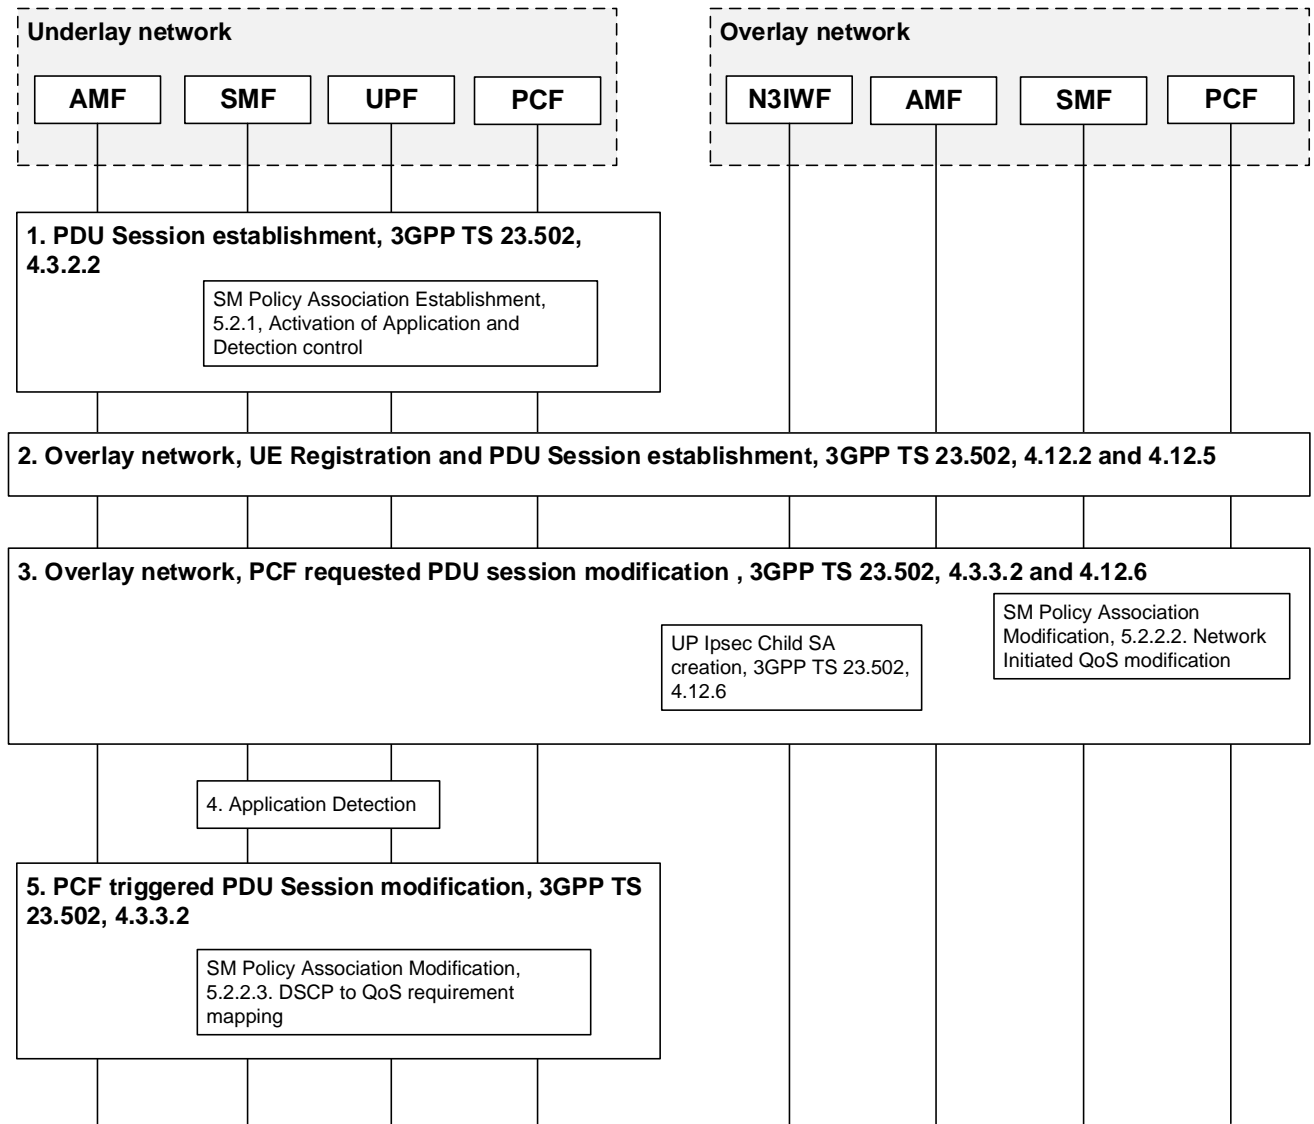 Underlay network
Overlay network
AMF
SMF
UPF
PCF
N3IWF
AMF
SMF
PCF
1. PDU Session establishment, 3GPP TS 23.502,
4.3.2.2
SM Policy Association Establishment,
5.2.1, Activation of Application and
Detection control
2. Overlay network, UE Registration and PDU Session establishment, 3GPP TS 23.502, 4.12.2 and 4.12.5
3. Overlay network, PCF requested PDU session modification , 3GPP TS 23.502, 4.3.3.2 and 4.12.6
SM Policy Association
Modification, 5.2.2.2. Network
Initiated QoS modification
UP Ipsec Child SA
creation, 3GPP TS 23.502,
4.12.6
4. Application Detection
5. PCF triggered PDU Session modification, 3GPP TS
23.502, 4.3.3.2
SM Policy Association Modification,
5.2.2.3. DSCP to QoS requirement
mapping